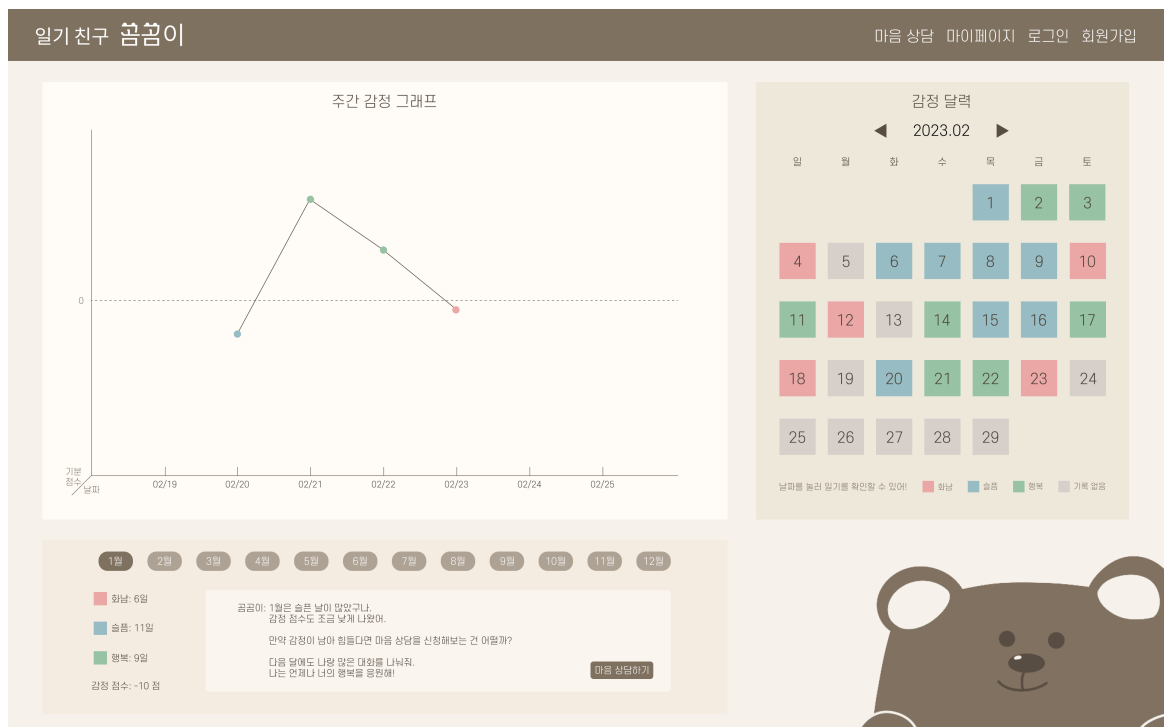 일기 친구 곰곰이
마음 상담 마이페이지 로그인 회원가입
주간 감정 그래프
0
기분
점수
날짜
02/19 02/20 02/21 02/22 02/23 02/24 02/25
감정 달력
◀ 2023.02 ▶
일 월 화 수 목 금 토
1 2 3
4 5 6 7 8 9 10
11 12 13 14 15 16 17
18 19 20 21 22 23 24
25 26 27 28 29
날짜를 눌러 일기를 확인할 수 있어! 화남 슬픔 행복 기록 없음
1월 2월 3월 4월 5월 6월 7월 8월 9월 10월 11월 12월
화남: 6일
슬픔: 11일
행복: 9일
감정 점수: -10 점
곰곰이: 1월은 슬픈 날이 많았구나.
감정 점수도 조금 낮게 나왔어.
만약 감정이 남아 힘들다면 마음 상담을 신청해보는 건 어떨까?
다음 달에도 나랑 많은 대화를 나눠줘.
나는 언제나 너의 행복을 응원해!
마음 상담하기